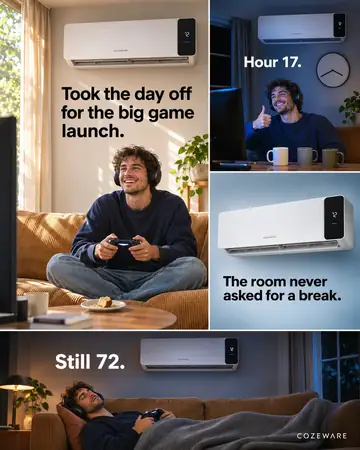 Took the day off
for the big game
launch.
Hour 17.
The room never
asked for a break.
Still 72.
COZEWARE